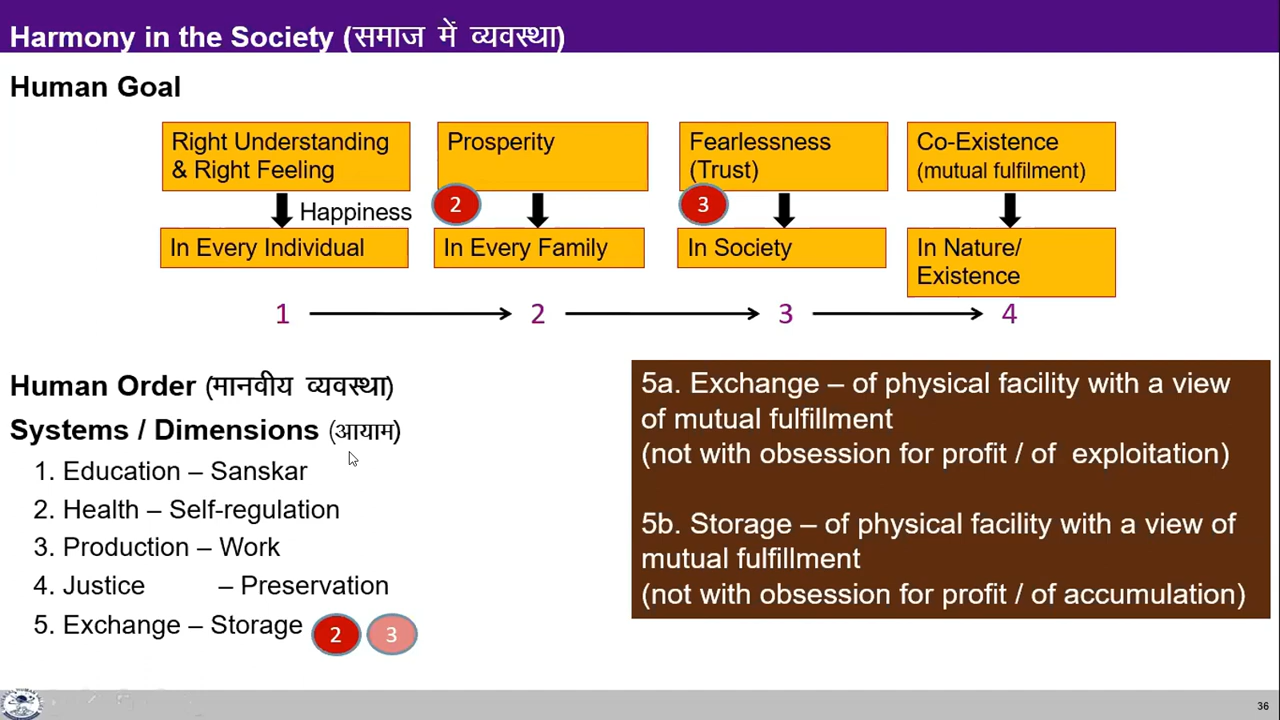 Harmony in the Society (समाज में व्यवस्था)
Human Goal
Right Understanding
& Right Feeling
Prosperity
Fearlessness
(Trust)
Co-Existence
(mutual fulfilment)
Happiness
2
3
In Every Individual
In Every Family
In Society
In Nature/
Existence
1
2
3
4
Human Order (मानवीय व्यवस्था)
Systems / Dimensions (आयाम)
1. Education – Sanskar
2. Health – Self-regulation
3. Production – Work
4. Justice – Preservation
5. Exchange – Storage
2
3
5a. Exchange – of physical facility with a view
of mutual fulfillment
(not with obsession for profit / of exploitation)
5b. Storage – of physical facility with a view of
mutual fulfillment
(not with obsession for profit / of accumulation)
36